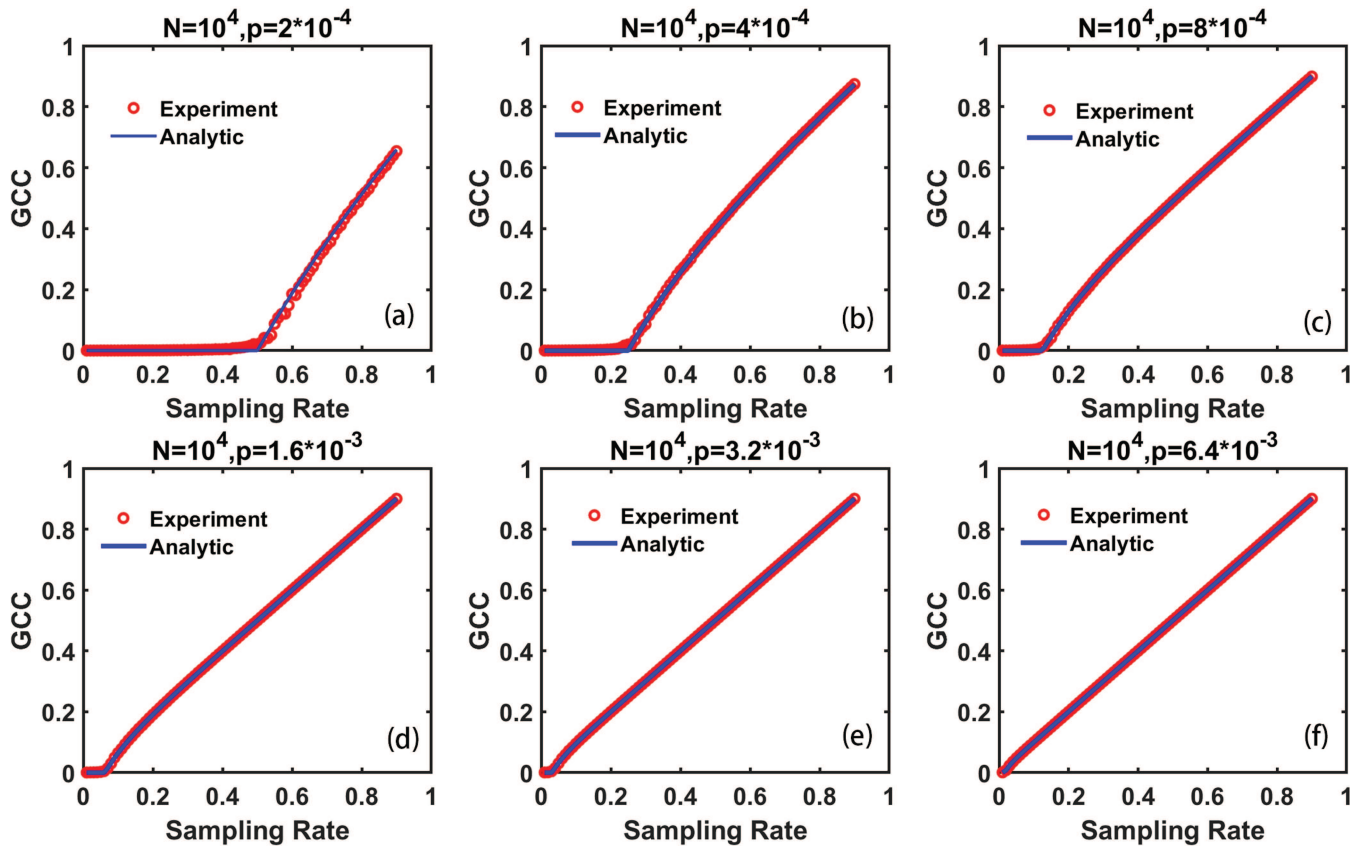 N=10^4,p=2*10^-4
1
0.8
0.6
0.4
0.2
0
GCC
Experiment
Analytic
(a)
0 0.2 0.4 0.6 0.8 1
Sampling Rate
N=10^4,p=4*10^-4
1
0.8
0.6
0.4
0.2
0
GCC
Experiment
Analytic
(b)
0 0.2 0.4 0.6 0.8 1
Sampling Rate
N=10^4,p=8*10^-4
1
0.8
0.6
0.4
0.2
0
GCC
Experiment
Analytic
(c)
0 0.2 0.4 0.6 0.8 1
Sampling Rate
N=10^4,p=1.6*10^-3
1
0.8
0.6
0.4
0.2
0
GCC
Experiment
Analytic
(d)
0 0.2 0.4 0.6 0.8 1
Sampling Rate
N=10^4,p=3.2*10^-3
1
0.8
0.6
0.4
0.2
0
GCC
Experiment
Analytic
(e)
0 0.2 0.4 0.6 0.8 1
Sampling Rate
N=10^4,p=6.4*10^-3
1
0.8
0.6
0.4
0.2
0
GCC
Experiment
Analytic
(f)
0 0.2 0.4 0.6 0.8 1
Sampling Rate